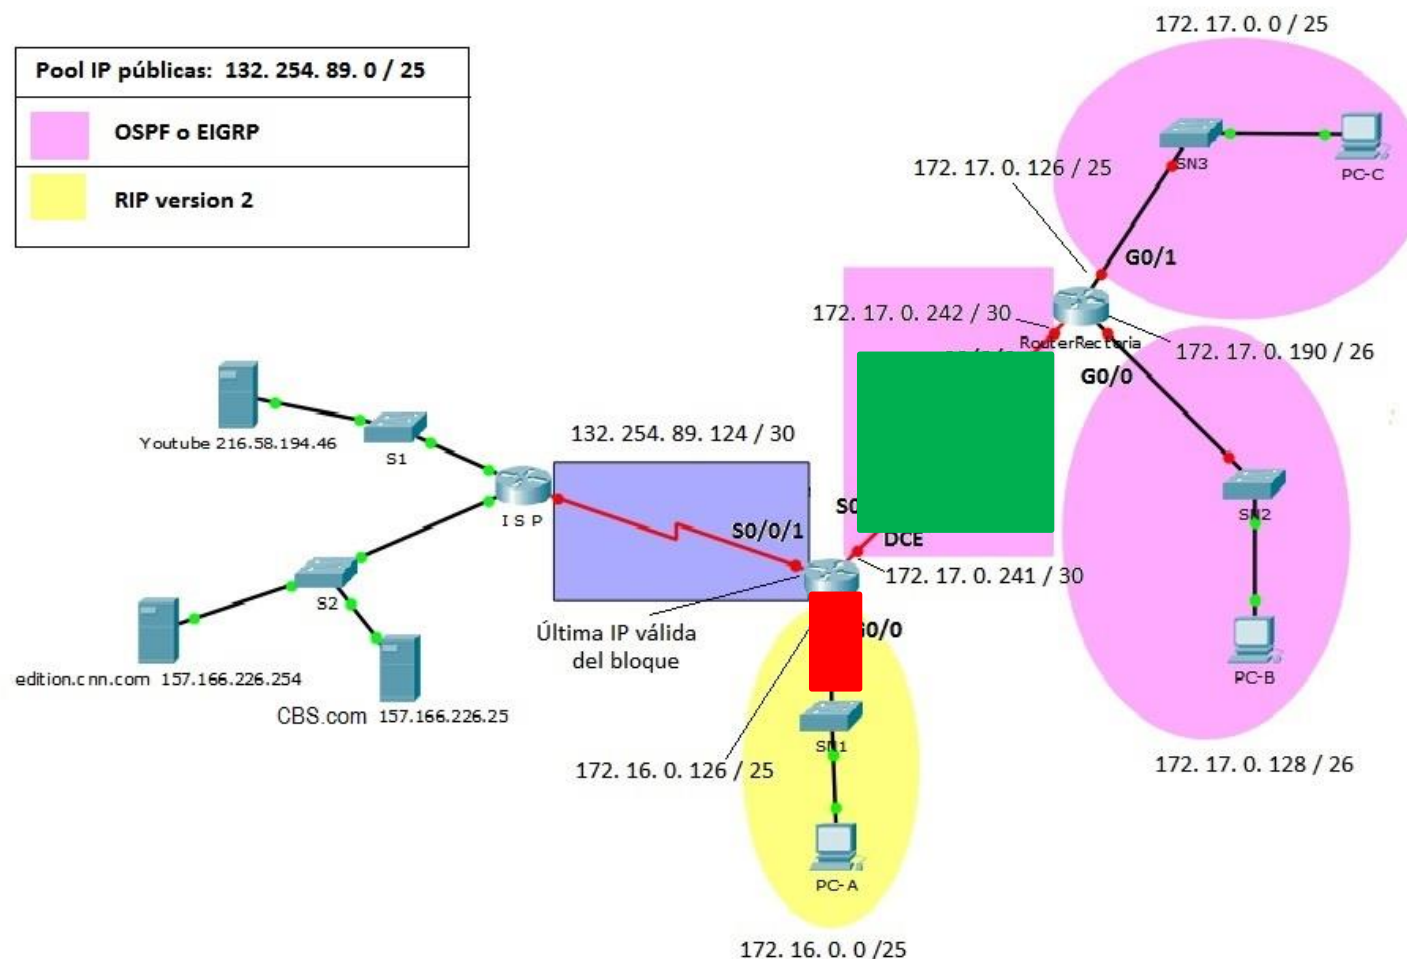 Pool IP públicas:  132. 254. 89. 0 / 25
OSPF o EIGRP
RIP version 2
172. 17. 0. 0 / 25
SN3
PC-C
172. 17. 0. 126 / 25
G0/1
172. 17. 0. 242 / 30
RouterRectoria
172. 17. 0. 190 / 26
G0/0
Youtube 216.58.194.46
S1
132. 254. 89. 124 / 30
I S P
S0/0/1
DCE
SN2
172. 17. 0. 241 / 30
S2
Última IP válida
del bloque
G0/0
edition.cnn.com  157.166.226.254
CBS.com  157.166.226.25
PC-B
SN1
172. 16. 0. 126 / 25
172. 17. 0. 128 / 26
PC-A
172. 16. 0. 0 /25